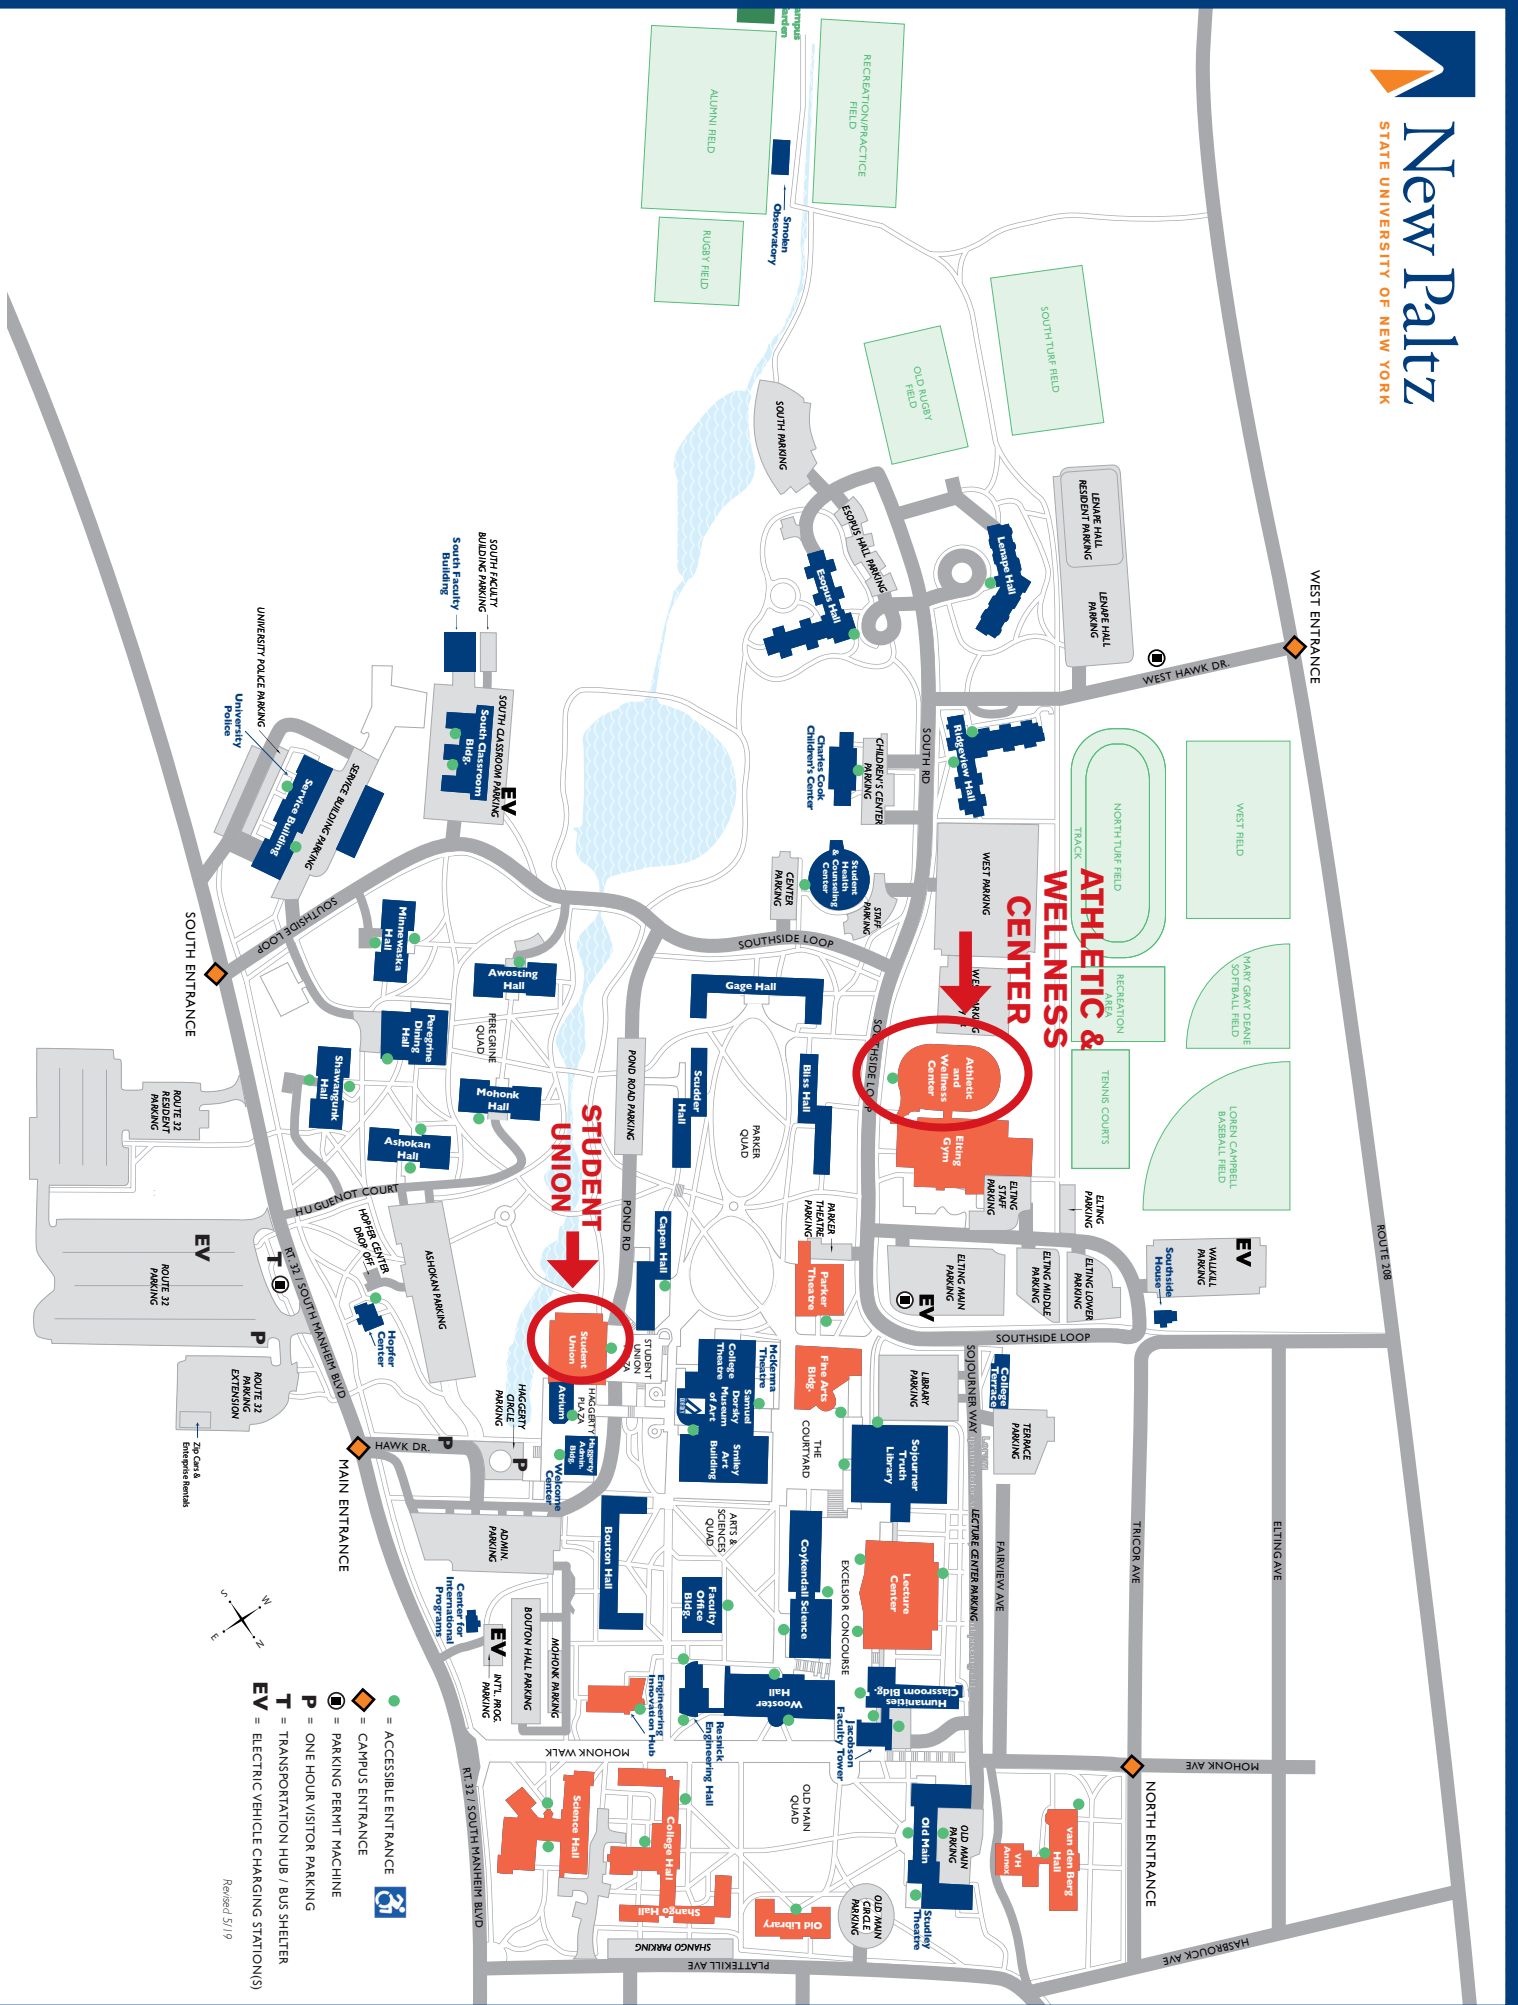 New Paltz
STATE UNIVERSITY OF NEW YORK
WEST ENTRANCE
ROUTE 208
WEST HAWK DR.
LENAPE HALL
RESIDENT PARKING
LENAPE HALL
PARKING
WEST FIELD
NORTH TURF FIELD
TRACK
MARY GRAY DEANE
SOFTBALL FIELD
RECREATION
AREA
LOREN CAMPBELL
BASEBALL FIELD
TENNIS COURTS
ATHLETIC &
WELLNESS
CENTER
SOUTH TURF FIELD
OLD RUGBY
FIELD
RECREATION/PRACTICE
FIELD
ALUMNI FIELD
RUGBY FIELD
Smolen
Observatory
SOUTH PARKING
ESOPUS HALL PARKING
Esopus Hall
Lenape Hall
Ridgeview Hall
SOUTH RD
CHILDREN'S CENTER
PARKING
Charles Cook
Children's Center
WEST PARKING
Student
Health
& Counseling
Center
CENTER
PARKING
STAFF
PARKING
SOUTHSIDE LOOP
SOUTHSIDE LOOP
Athletic
and
Wellness
Center
Elting
Gym
ELTING
STAFF
PARKING
ELTING
PARKING
WALLKILL
PARKING
EV
Southside
House
ELTING MAIN
PARKING
ELTING MIDDLE
PARKING
ELTING LOWER
PARKING
EV
SOUTHSIDE LOOP
Gage Hall
Bliss Hall
Scudder
Hall
PARKER
QUAD
POND ROAD PARKING
POND RD
Capen Hall
PARKER
THEATRE
PARKING
Parker
Theatre
Fine Arts
Bldg.
LIBRARY
PARKING
SOJOURNER WAY
College
Terrace
TERRACE
PARKING
McKenna
Theatre
College
Theatre
Samuel
Dorsky
Museum
of Art
Smiley
Art
Building
THE
COURTYARD
Sojourner
Truth
Library
LECTURE CENTER PARKING
FAIRVIEW AVE
TRICOR AVE
ELTING AVE
STUDENT
UNION
STUDENT
UNION
Student
Union
Atrium
HAGGERTY
PLAZA
Haggerty
Admin.
Bldg.
Welcome
Center
HAGGERTY
CIRCLE
PARKING
P
P
HAWK DR.
MAIN ENTRANCE
ADMIN.
PARKING
Bouton Hall
ARTS &
SCIENCES
QUAD
Faculty
Office
Bldg.
Coykendall Science
EXCELSIOR CONCOURSE
Lecture
Center
Humanities
Classroom Bldg.
Jacobson
Faculty Tower
Wooster
Hall
Resnick
Engineering Hall
Engineering
Innovation Hub
MOHONK WALK
MOHONK PARKING
BOUTON HALL PARKING
EV
INT'L. PROG.
PARKING
Center for
International
Programs
Science Hall
College Hall
Shango Hall
SHANGO PARKING
OLD MAIN
QUAD
Old Library
OLD MAIN
CIRCLE
PARKING
Old Main
OLD MAIN
PARKING
Studley
Theatre
van den Berg
Hall
VH
Annex
MOHONK AVE
NORTH ENTRANCE
HASBROUCK AVE
PLATTEKILL AVE
RT. 32 / SOUTH MANHEIM BLVD
SOUTH FACULTY
BUILDING PARKING
South Faculty
Building
SOUTH CLASSROOM PARKING
South Classroom
Bldg.
EV
UNIVERSITY POLICE PARKING
University
Police
SERVICE BUILDING PARKING
Service Building
SOUTHSIDE LOOP
SOUTH ENTRANCE
Minnewaska
Hall
Awosting
Hall
PEREGRINE
QUAD
Peregrine
Dining
Hall
Shawangunk
Hall
Mohonk
Hall
Ashokan
Hall
HUGUENOT COURT
HOPFER CENTER
DROP OFF
ASHOKAN PARKING
Hopfer
Center
ROUTE 32
RESIDENT
PARKING
EV
T
ROUTE 32
PARKING
P
RT. 32 / SOUTH MANHEIM BLVD
ROUTE 32
PARKING
EXTENSION
Zip Cars &
Enterprise Rentals
S
W
E
N
= ACCESSIBLE ENTRANCE
= CAMPUS ENTRANCE
= PARKING PERMIT MACHINE
P = ONE HOUR VISITOR PARKING
T = TRANSPORTATION HUB / BUS SHELTER
EV = ELECTRIC VEHICLE CHARGING STATION(S)
Revised 5/19